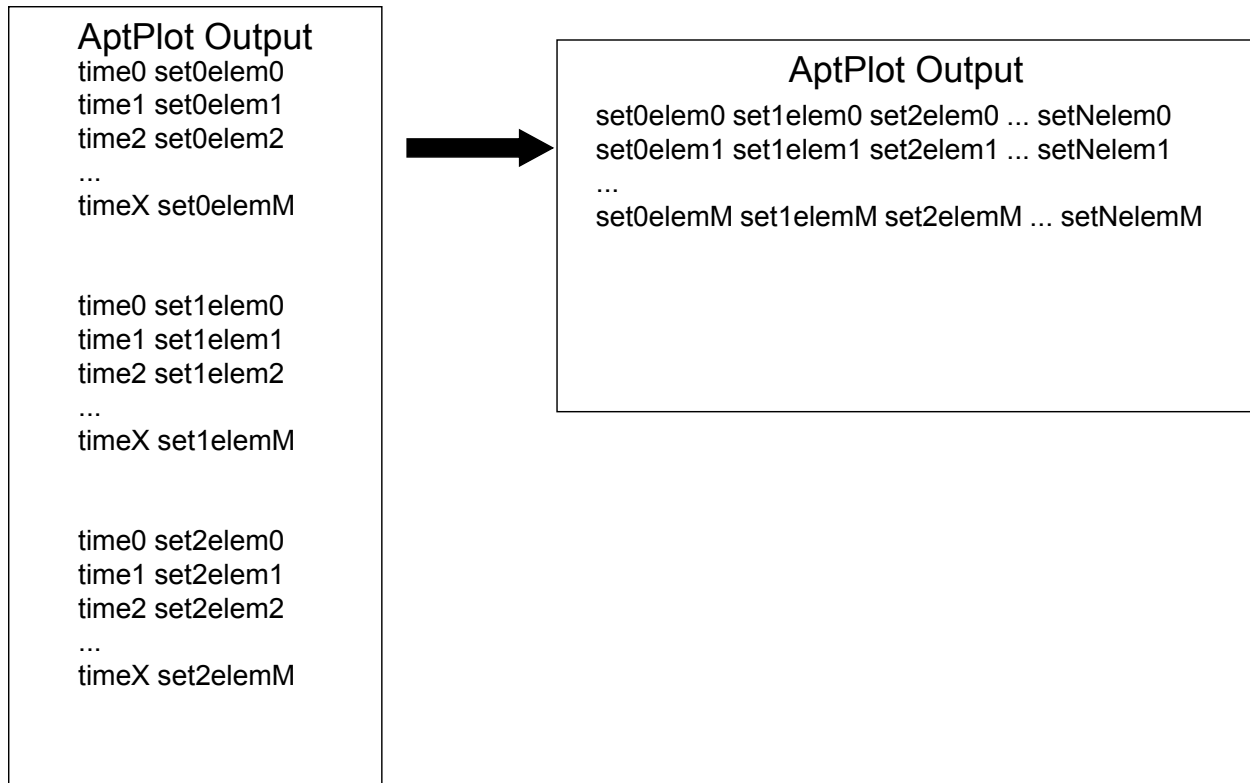 AptPlot Output
time0 set0elem0
time1 set0elem1
time2 set0elem2
...
timeX set0elemM
time0 set1elem0
time1 set1elem1
time2 set1elem2
...
timeX set1elemM
time0 set2elem0
time1 set2elem1
time2 set2elem2
...
timeX set2elemM
AptPlot Output
set0elem0 set1elem0 set2elem0 ... setNelem0
set0elem1 set1elem1 set2elem1 ... setNelem1
...
set0elemM set1elemM set2elemM ... setNelemM